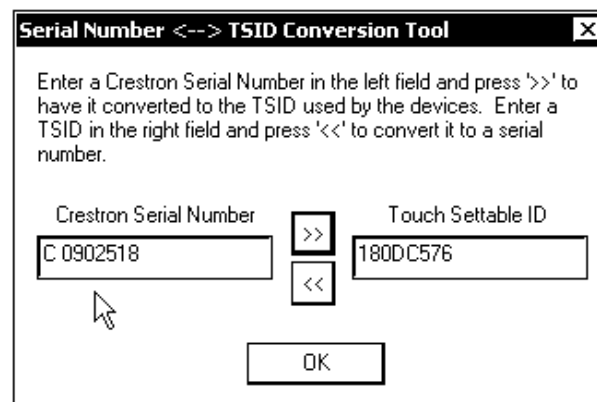 Serial Number <--> TSID Conversion Tool
Enter a Crestron Serial Number in the left field and press '>>' to
have it converted to the TSID used by the devices. Enter a
TSID in the right field and press '<<' to convert it to a serial
number.
Crestron Serial Number
Touch Settable ID
C 0902518
>>
180DC576
<<
OK